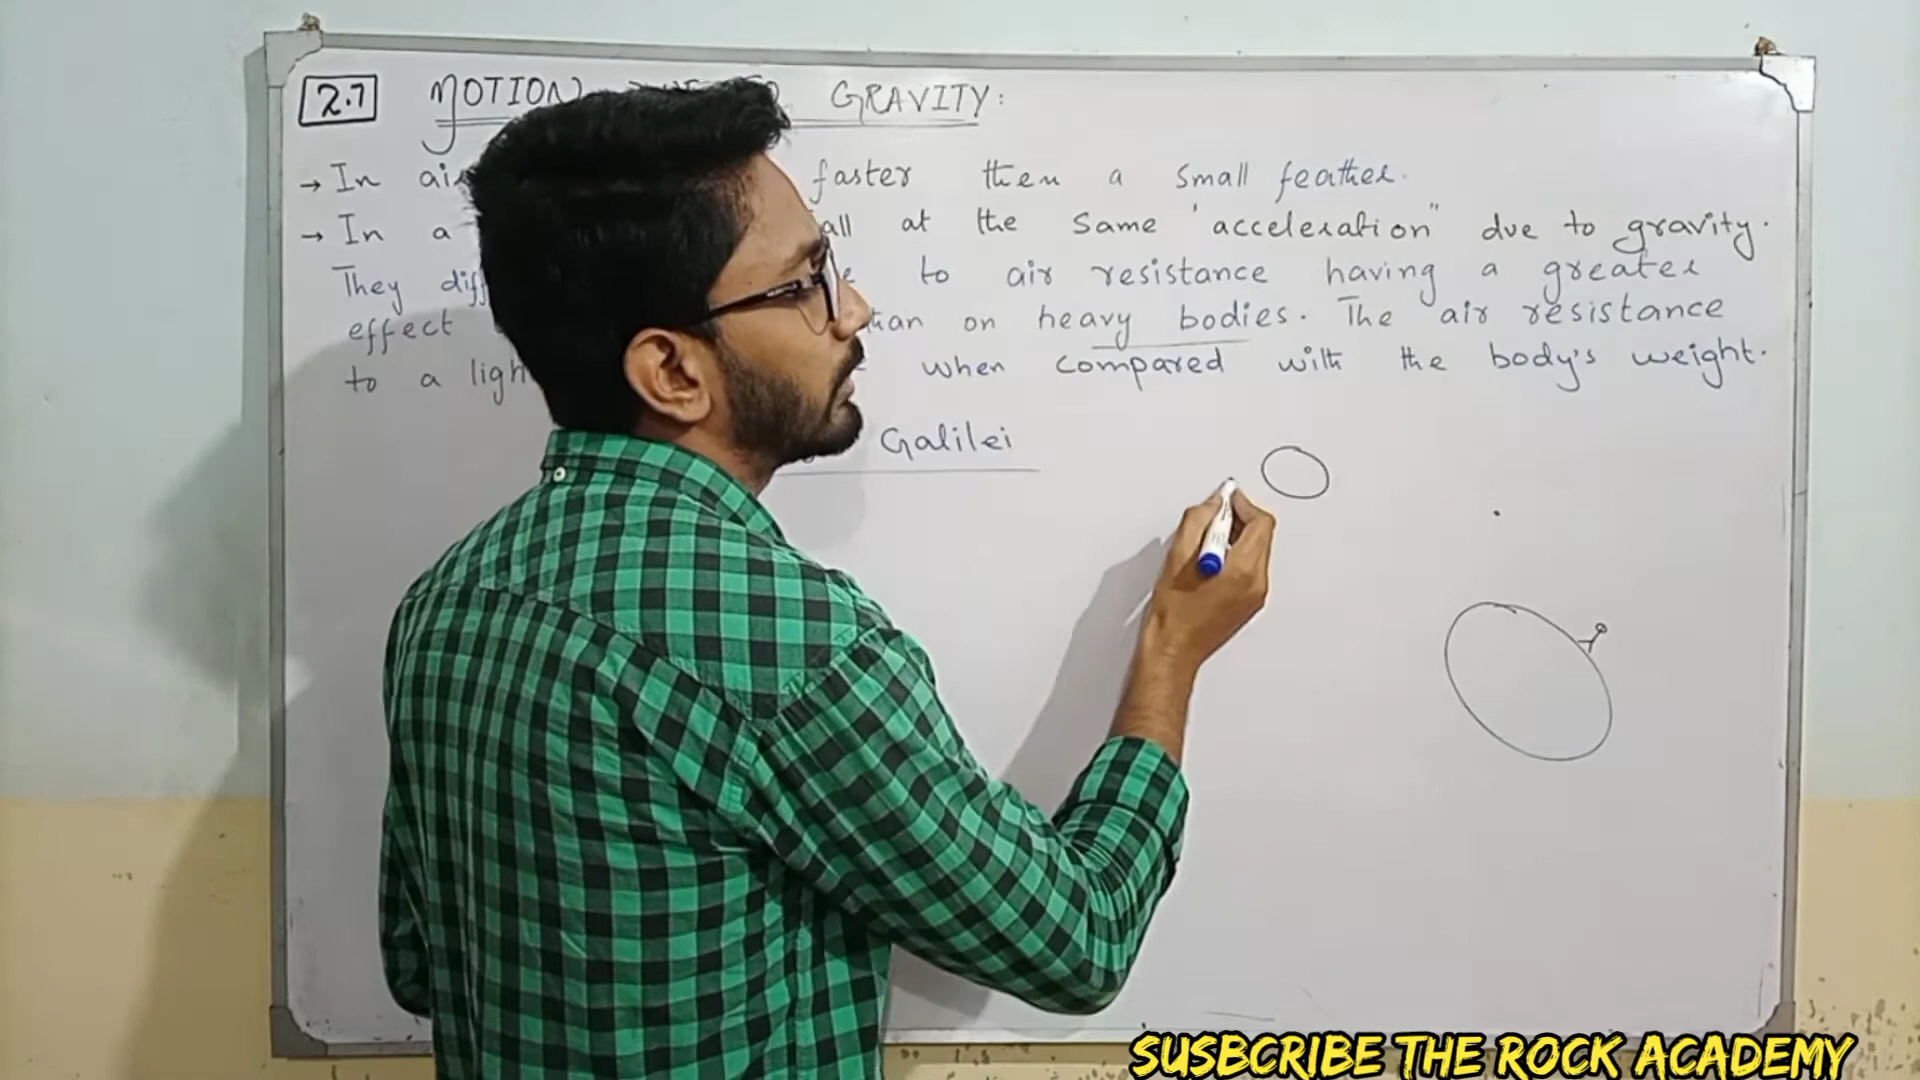 2.7 MOTION GRAVITY:
→ In air faster then a small feather.
→ In a all at the same 'acceleration" due to gravity.
They diff to air resistance having a greater
effect than on heavy bodies. The air resistance
to a ligh when compared with the body's weight.
Galilei
SUSBCRIBE THE ROCK ACADEMY